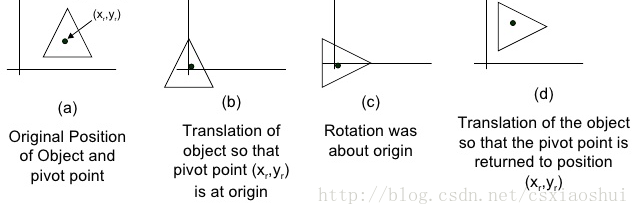 (xr,yr)
(a)
Original Position
of Object and
pivot point
(b)
Translation of
object so that
pivot point (xr,yr)
is at origin
(c)
Rotation was
about origin
(d)
Translation of the object
so that the pivot point is
returned to position
(xr,yr)
http://blog.csdn.net/csxiaoshui